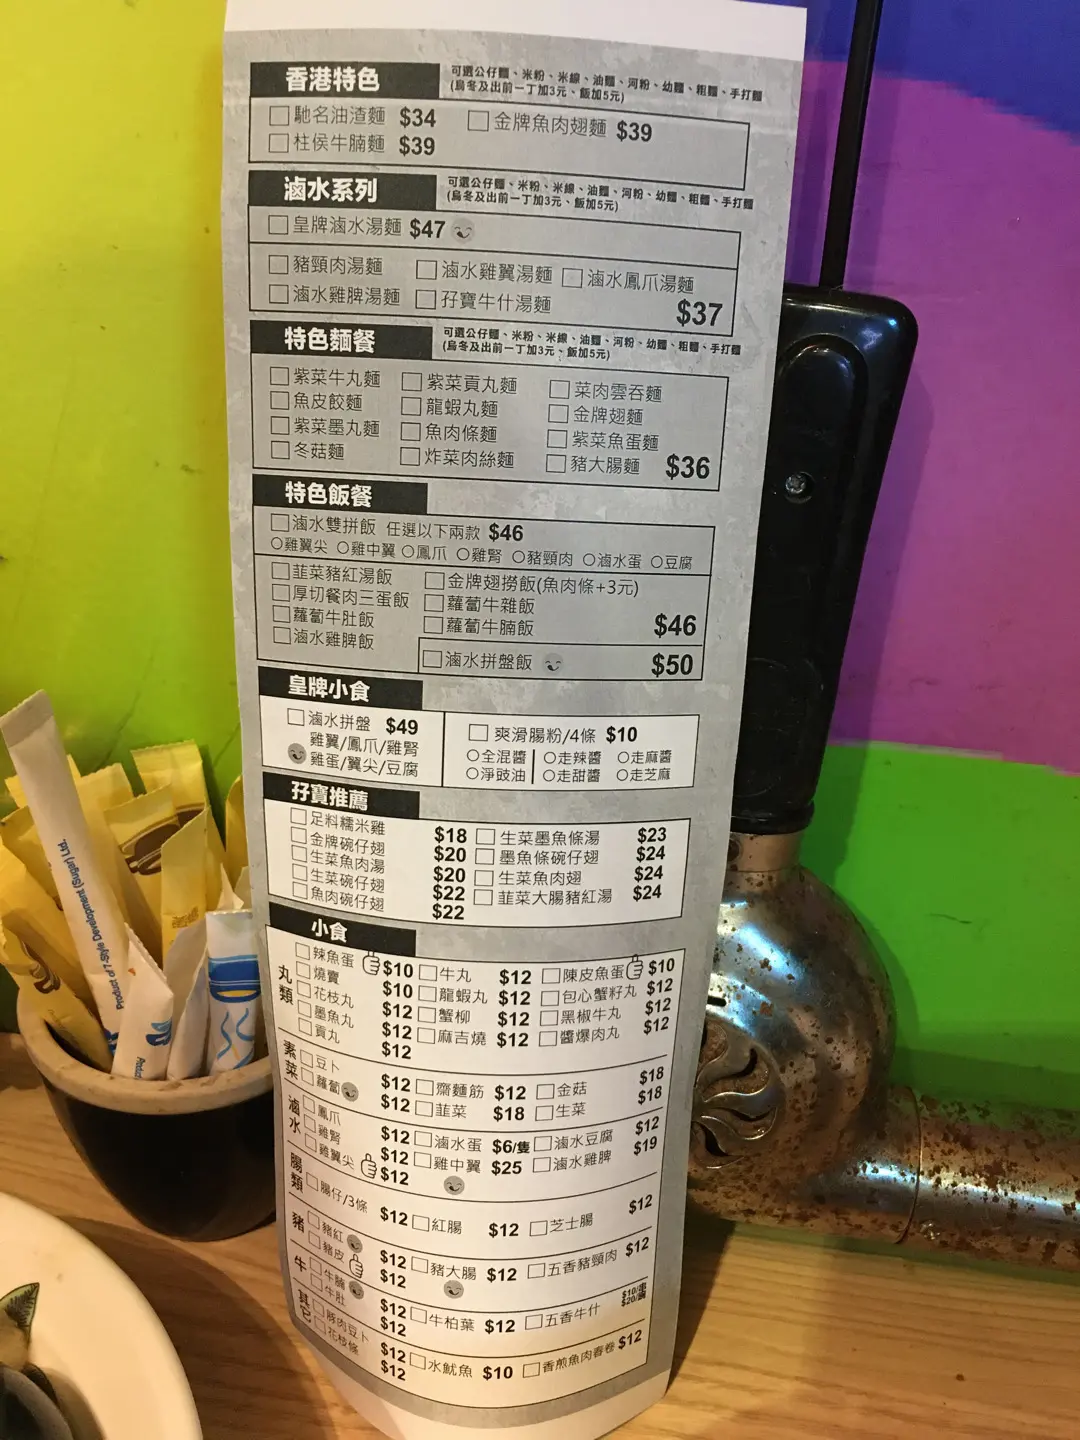 香港特色 可選公仔麵、米粉、米線、油麵、河粉、幼麵、粗麵、手打麵
(烏冬及出前一丁加3元、飯加5元)
□馳名油渣麵 $34 □金牌魚肉翅麵 $39
□柱侯牛腩麵 $39
滷水系列 可選公仔麵、米粉、米線、油麵、河粉、幼麵、粗麵、手打麵
(烏冬及出前一丁加3元、飯加5元)
□皇牌滷水湯麵 $47
□豬頸肉湯麵 □滷水雞翼湯麵 □滷水鳳爪湯麵
□滷水雞脾湯麵 □孖寶牛什湯麵 $37
特色麵餐 可選公仔麵、米粉、米線、油麵、河粉、幼麵、粗麵、手打麵
(烏冬及出前一丁加3元、飯加5元)
□紫菜牛丸麵 □紫菜貢丸麵 □菜肉雲吞麵
□魚皮餃麵 □龍蝦丸麵 □金牌翅麵
□紫菜墨丸麵 □魚肉條麵 □紫菜魚蛋麵
□冬菇麵 □炸菜肉絲麵 □豬大腸麵 $36
特色飯餐
□滷水雙拼飯 任選以下兩款 $46
○雞翼尖 ○雞中翼 ○鳳爪 ○雞腎 ○豬頸肉 ○滷水蛋 ○豆腐
□韮菜豬紅湯飯 □金牌翅撈飯(魚肉條+3元)
□厚切餐肉三蛋飯 □蘿蔔牛雜飯
□蘿蔔牛肚飯 □蘿蔔牛腩飯 $46
□滷水雞脾飯 □滷水拼盤飯 $50
皇牌小食
□滷水拼盤 $49 □爽滑腸粉/4條 $10
雞翼/鳳爪/雞腎 ○全混醬 ○走辣醬 ○走麻醬
雞蛋/翼尖/豆腐 ○淨豉油 ○走甜醬 ○走芝麻
孖寶推薦
□足料糯米雞 $18 □生菜墨魚條湯 $23
□金牌碗仔翅 $20 □墨魚條碗仔翅 $24
□生菜魚肉湯 $20 □生菜魚肉翅 $24
□生菜碗仔翅 $22 □韮菜大腸豬紅湯 $24
□魚肉碗仔翅 $22
小食
丸類 □辣魚蛋 $10 □牛丸 $12 □陳皮魚蛋 $10
□燒賣 $10 □龍蝦丸 $12 □包心蟹籽丸 $12
□花枝丸 $12 □蟹柳 $12 □黑椒牛丸 $12
□墨魚丸 $12 □麻吉燒 $12 □醬爆肉丸 $12
□貢丸 $12
素菜 □豆卜 $12 □齋麵筋 $12 □金菇 $18
□蘿蔔 $12 □韮菜 $18 □生菜 $18
滷水 □鳳爪 $12 □滷水蛋 $6/隻 □滷水豆腐 $12
□雞腎 $12 □雞中翼 $25 □滷水雞脾 $19
□雞翼尖 $12
腸類 □腸仔/3條 $12 □紅腸 $12 □芝士腸 $12
豬 □豬紅 $12 □豬大腸 $12 □五香豬頸肉 $12
□豬皮 $12
牛 □牛腩 $12 □牛柏葉 $12 □五香牛什 $10/串
$20/碗
□牛肚 $12
其它 □豚肉豆卜 $12 □水魷魚 $10 □香煎魚肉春卷 $12
□花枝條 $12
Product of 7-Style Development (Sugar) Ltd.